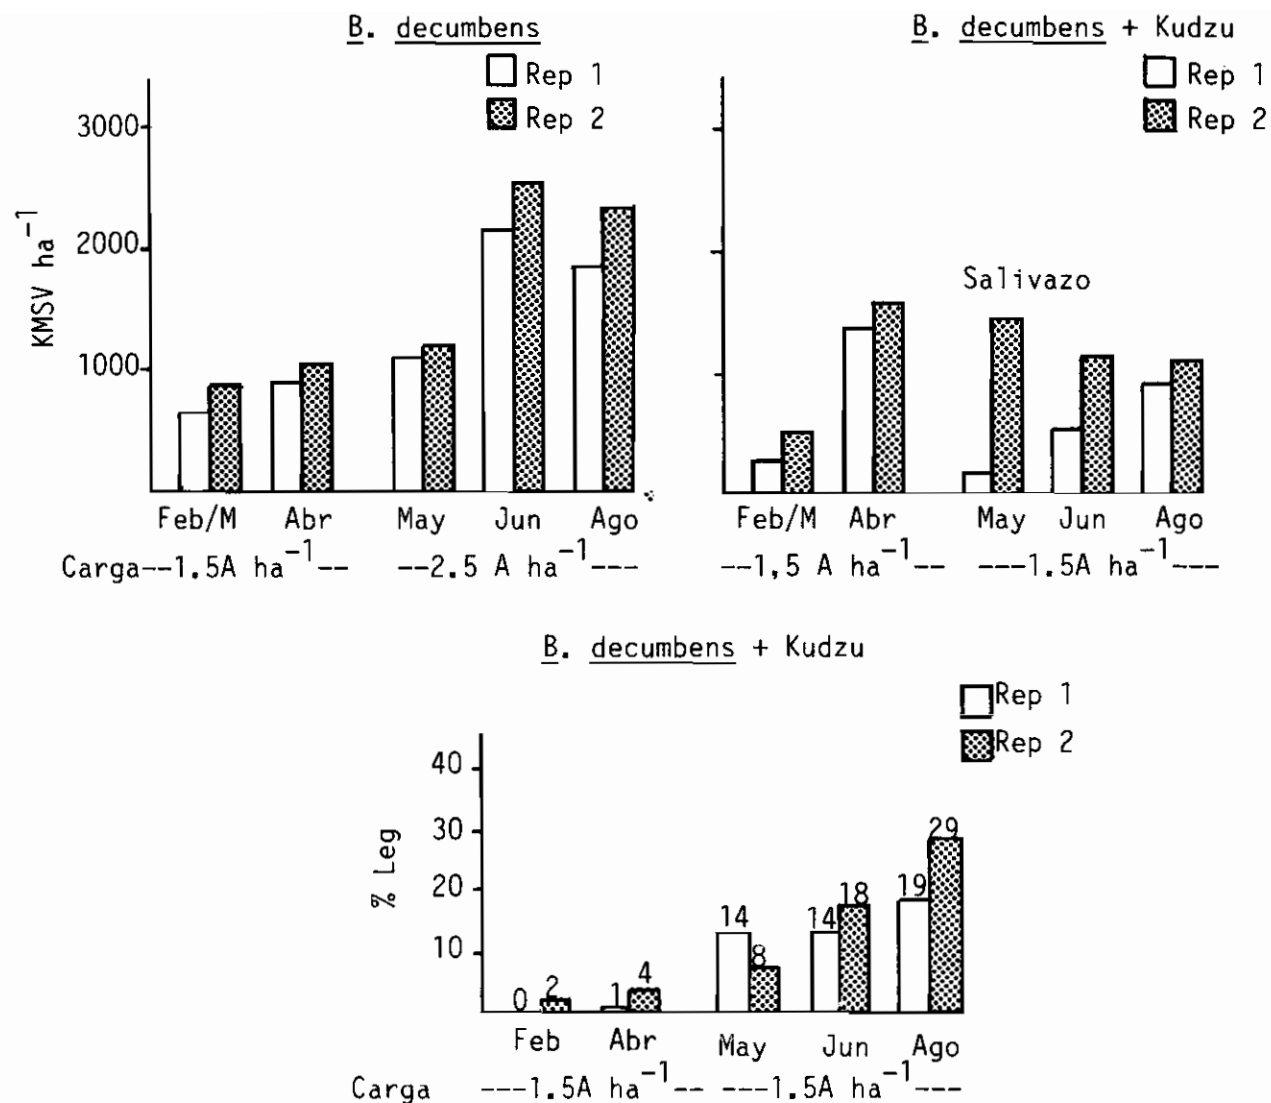 B. decumbens
Rep 1
Rep 2
3000
2000
1000
KMSV ha-1
Feb/M Abr May Jun Ago
Carga--1.5A ha-1-- --2.5 A ha-1---
B. decumbens + Kudzu
Rep 1
Rep 2
Salivazo
Feb/M Abr May Jun Ago
--1,5 A ha-1-- ---1.5A ha-1---
B. decumbens + Kudzu
Rep 1
Rep 2
40
30
20
10
% Leg
0 2 1 4 14 8 14 18 19 29
Feb Abr May Jun Ago
Carga ---1.5A ha-1-- ---1.5A ha-1---